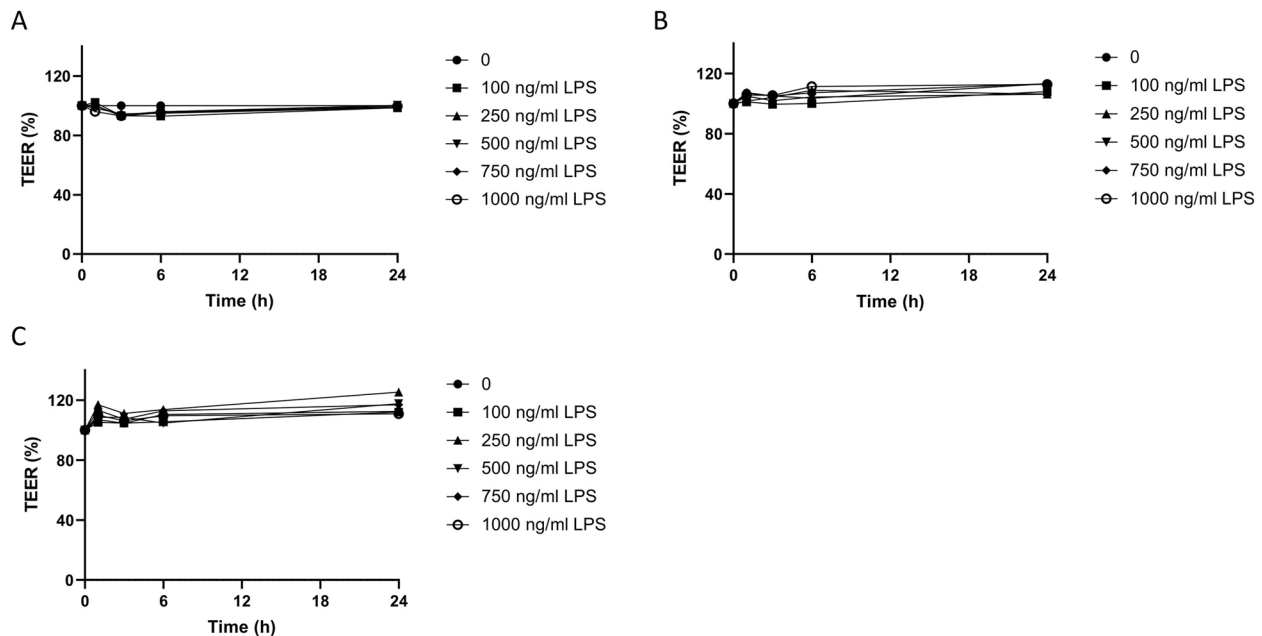 A
120
80
40
0
TEER (%)
0 6 12 18 24
Time (h)
0
100 ng/ml LPS
250 ng/ml LPS
500 ng/ml LPS
750 ng/ml LPS
1000 ng/ml LPS
B
120
80
40
0
TEER (%)
0 6 12 18 24
Time (h)
0
100 ng/ml LPS
250 ng/ml LPS
500 ng/ml LPS
750 ng/ml LPS
1000 ng/ml LPS
C
120
80
40
0
TEER (%)
0 6 12 18 24
Time (h)
0
100 ng/ml LPS
250 ng/ml LPS
500 ng/ml LPS
750 ng/ml LPS
1000 ng/ml LPS